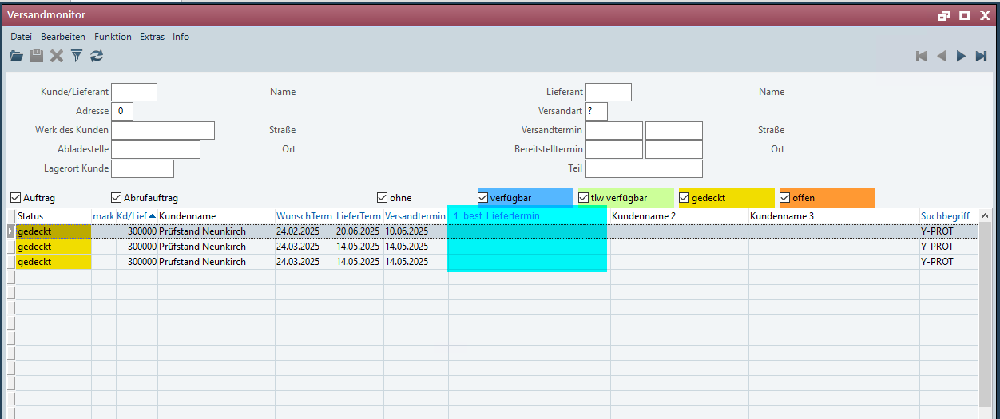 Versandmonitor
Datei Bearbeiten Funktion Extras Info
Kunde/Lieferant Name Lieferant Name
Adresse 0 Versandart ?
Werk des Kunden Straße Versandtermin Straße
Abladestelle Ort Bereitstelltermin Ort
Lagerort Kunde Teil
Auftrag Abrufauftrag ohne verfügbar tlw verfügbar gedeckt offen
Status mark Kd/Lief Kundenname WunschTerm LieferTerm Versandtermin 1. best. Liefertermin Kundenname 2 Kundenname 3 Suchbegriff
gedeckt 300000 Prüfstand Neunkirch 24.02.2025 20.06.2025 10.06.2025 Y-PROT
gedeckt 300000 Prüfstand Neunkirch 24.03.2025 14.05.2025 14.05.2025 Y-PROT
gedeckt 300000 Prüfstand Neunkirch 24.03.2025 14.05.2025 14.05.2025 Y-PROT